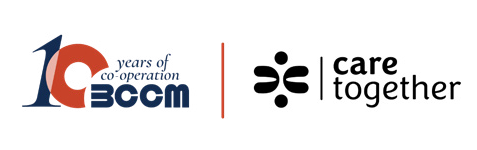 10 years of
co-operation
BCCM
care
together